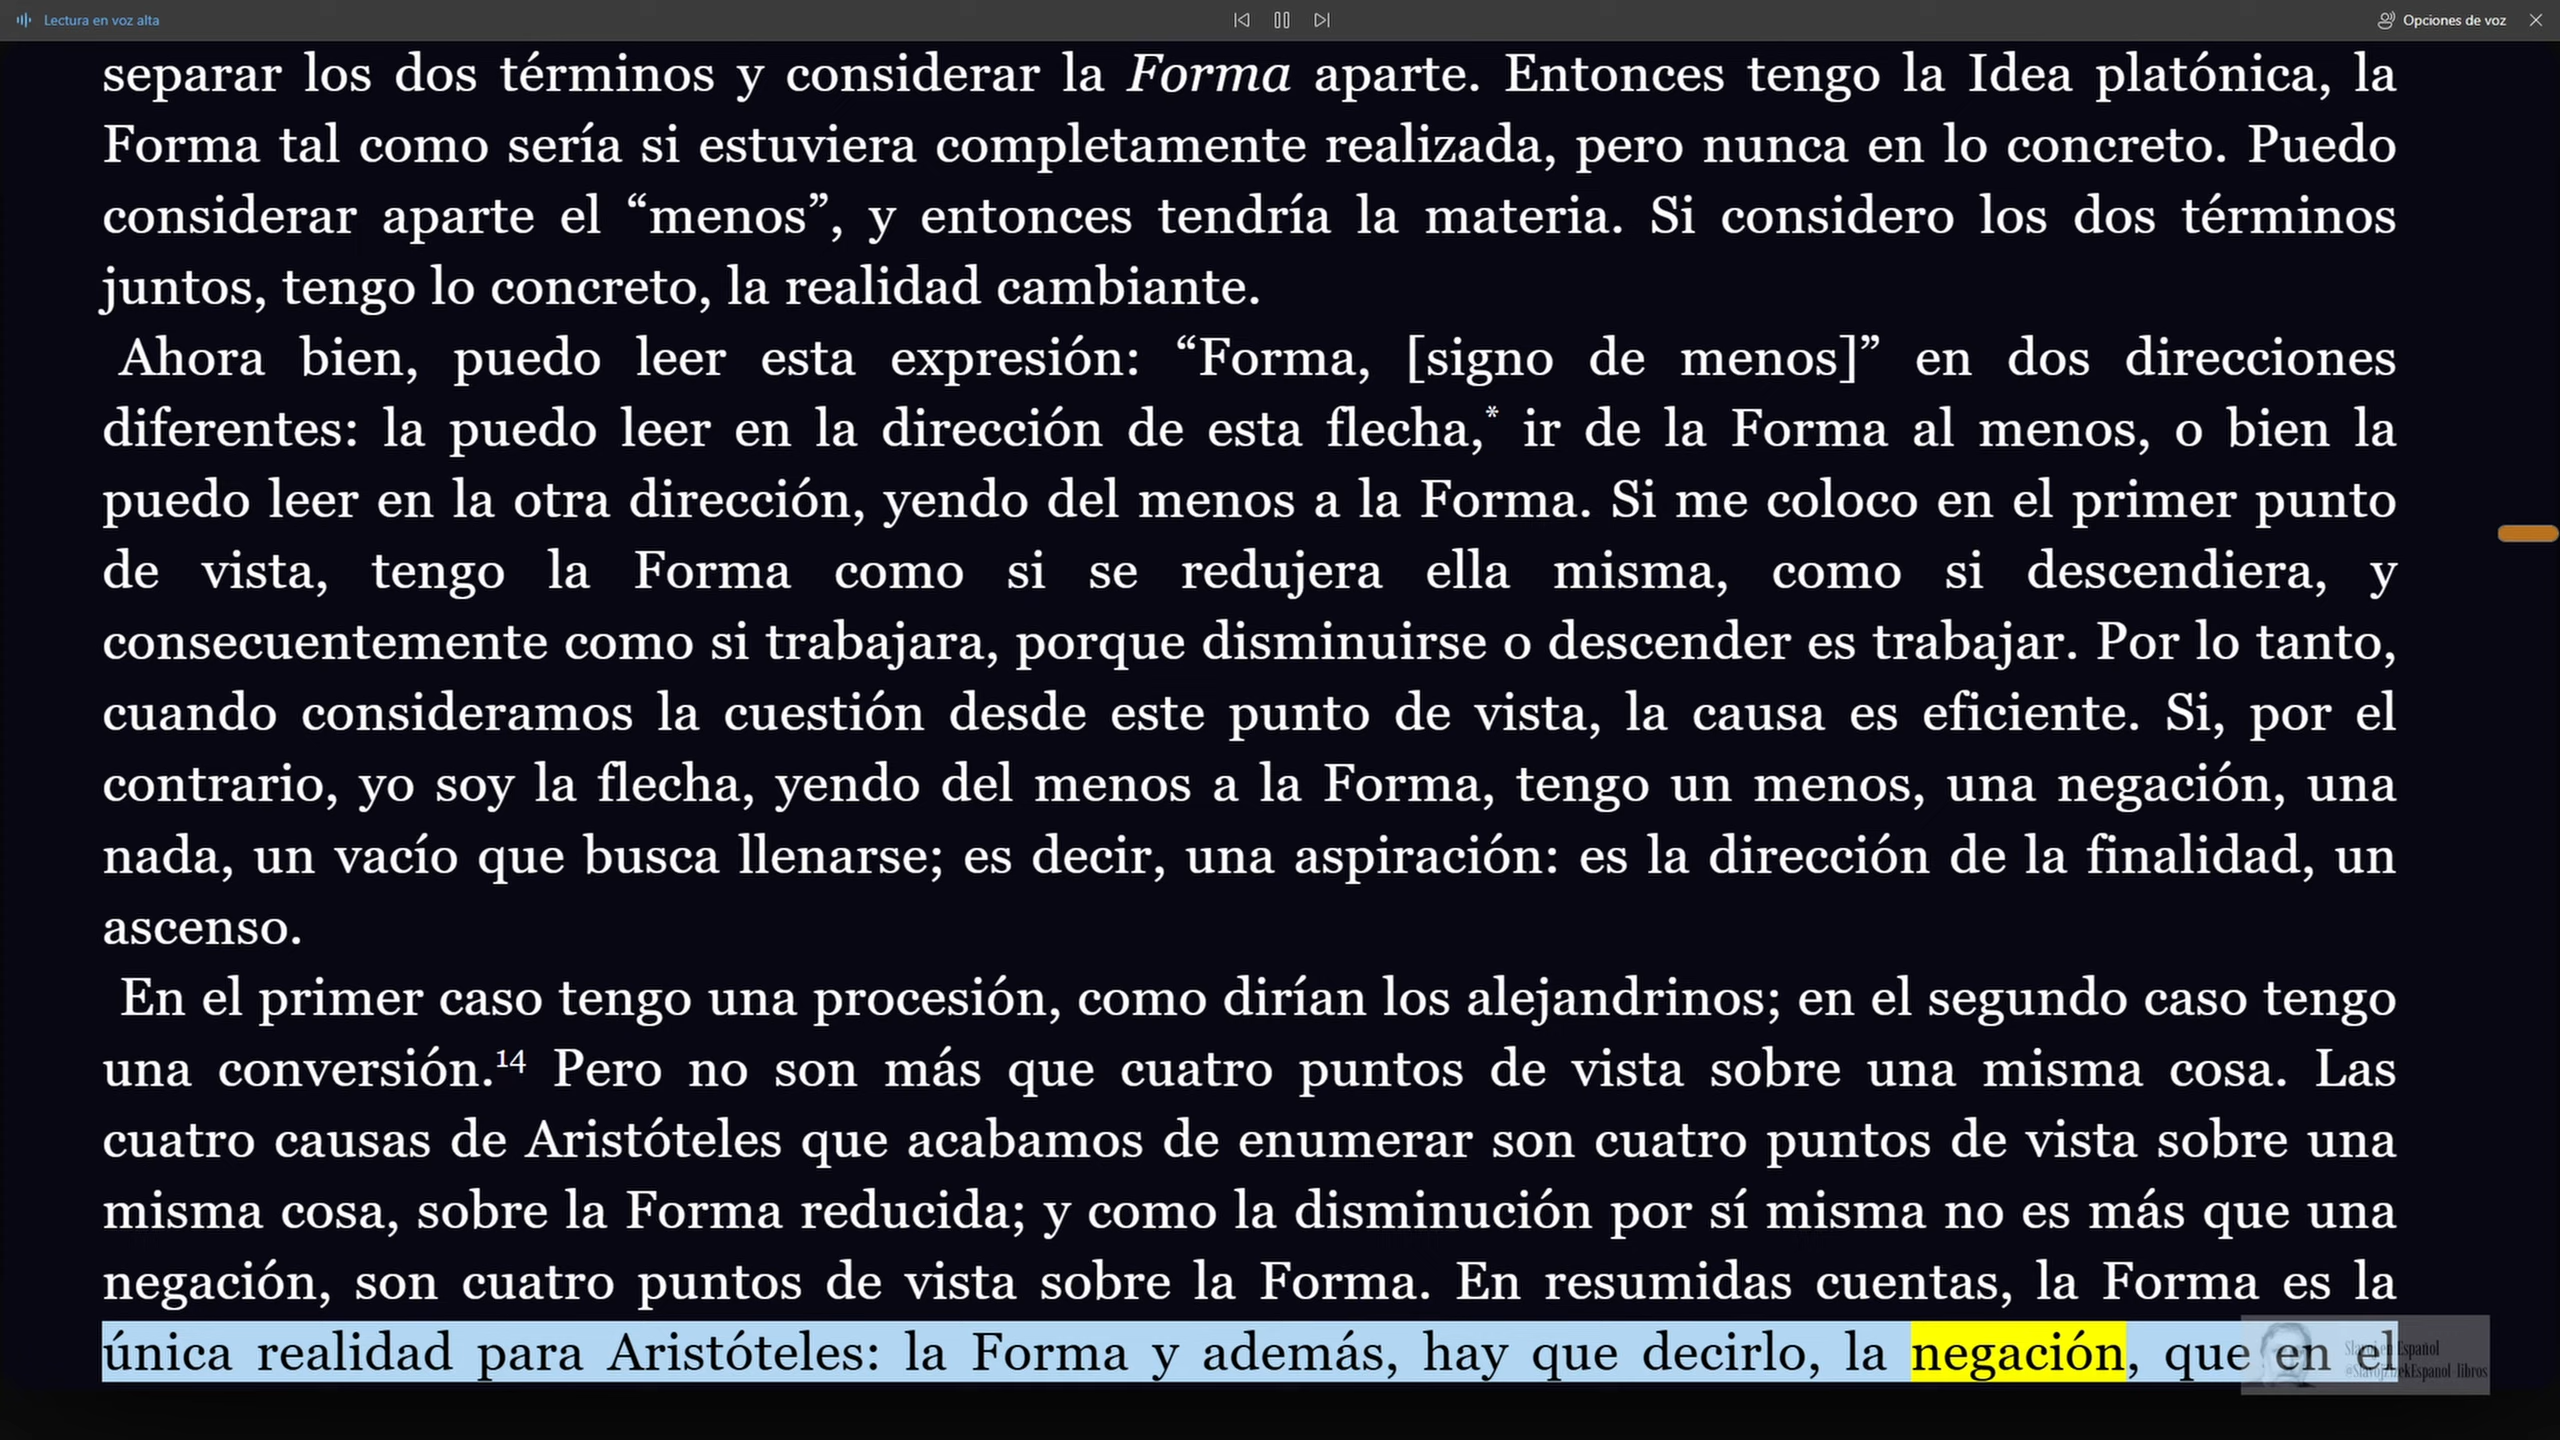 Lectura en voz alta
Opciones de voz
separar los dos términos y considerar la Forma aparte. Entonces tengo la Idea platónica, la
Forma tal como sería si estuviera completamente realizada, pero nunca en lo concreto. Puedo
considerar aparte el “menos”, y entonces tendría la materia. Si considero los dos términos
juntos, tengo lo concreto, la realidad cambiante.
Ahora bien, puedo leer esta expresión: “Forma, [signo de menos]” en dos direcciones
diferentes: la puedo leer en la dirección de esta flecha,* ir de la Forma al menos, o bien la
puedo leer en la otra dirección, yendo del menos a la Forma. Si me coloco en el primer punto
de vista, tengo la Forma como si se redujera ella misma, como si descendiera, y
consecuentemente como si trabajara, porque disminuirse o descender es trabajar. Por lo tanto,
cuando consideramos la cuestión desde este punto de vista, la causa es eficiente. Si, por el
contrario, yo soy la flecha, yendo del menos a la Forma, tengo un menos, una negación, una
nada, un vacío que busca llenarse; es decir, una aspiración: es la dirección de la finalidad, un
ascenso.
En el primer caso tengo una procesión, como dirían los alejandrinos; en el segundo caso tengo
una conversión.14 Pero no son más que cuatro puntos de vista sobre una misma cosa. Las
cuatro causas de Aristóteles que acabamos de enumerar son cuatro puntos de vista sobre una
misma cosa, sobre la Forma reducida; y como la disminución por sí misma no es más que una
negación, son cuatro puntos de vista sobre la Forma. En resumidas cuentas, la Forma es la
única realidad para Aristóteles: la Forma y además, hay que decirlo, la negación, que en el
Español